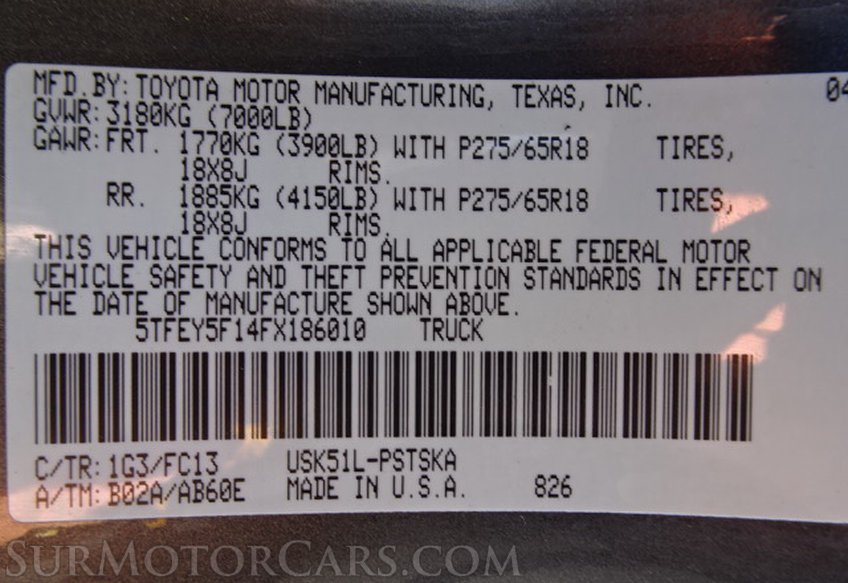 MFD.BY: TOYOTA MOTOR MANUFACTURING, TEXAS, INC. 04
GVWR: 3180KG (7000LB)
GAWR: FRT. 1770KG (3900LB) WITH P275/65R18 TIRES,
18X8J RIMS.
RR. 1885KG (4150LB) WITH P275/65R18 TIRES,
18X8J RIMS.
THIS VEHICLE CONFORMS TO ALL APPLICABLE FEDERAL MOTOR
VEHICLE SAFETY AND THEFT PREVENTION STANDARDS IN EFFECT ON
THE DATE OF MANUFACTURE SHOWN ABOVE.
5TFEY5F14FX186010 TRUCK
C/TR: 1G3/FC13 USK51L-PSTSKA
A/TM: B02A/AB60E MADE IN U.S.A. 826
SURMOTORCARS.COM